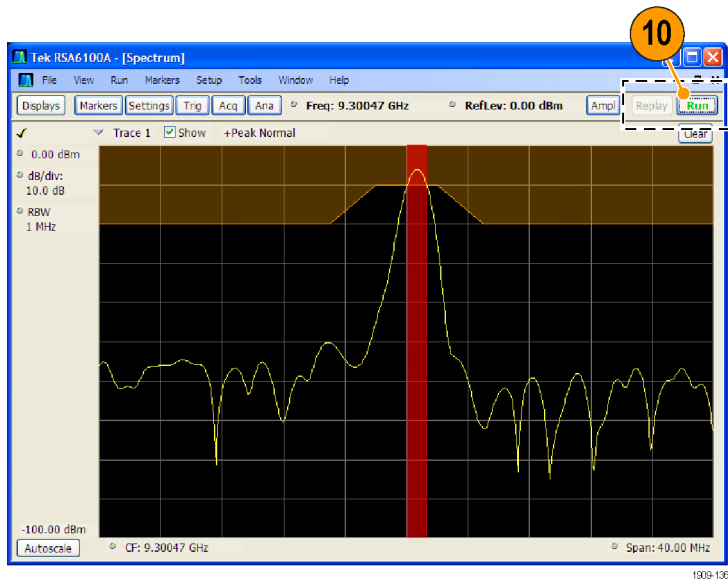 10
Tek RSA6100A - [Spectrum]
File View Run Markers Setup Tools Window Help
Displays Markers Settings Trig Acq Ana Freq: 9.30047 GHz RefLev: 0.00 dBm Ampl Replay Run
Trace 1 Show +Peak Normal Clear
0.00 dBm
dB/div:
10.0 dB
RBW
1 MHz
-100.00 dBm
Autoscale CF: 9.30047 GHz Span: 40.00 MHz